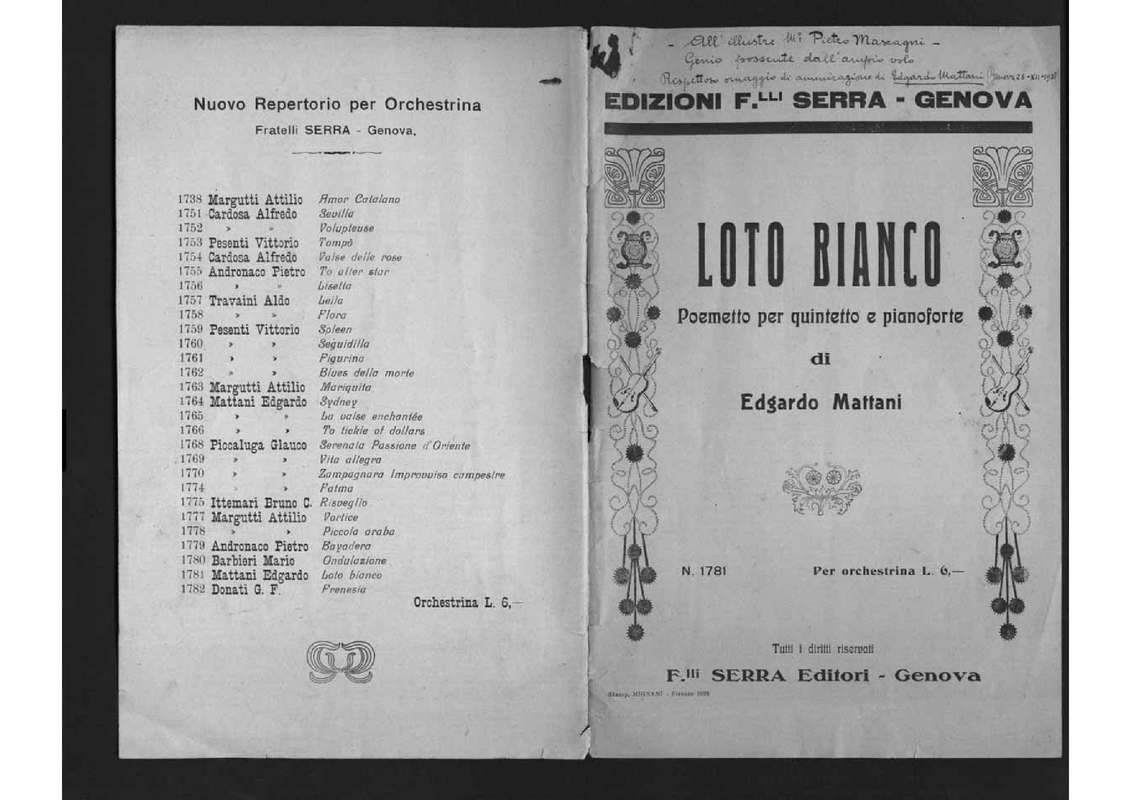 Nuovo Repertorio per Orchestrina
Fratelli SERRA - Genova.
1738 Margutti Attilio Amor Catalano
1751 Cardosa Alfredo Sevilla
1752 » » Volupteuse
1753 Pesenti Vittorio Tompò
1754 Cardosa Alfredo Valse delle rose
1755 Andronaco Pietro To alter star
1756 » » Lisetta
1757 Travaini Aldo Leila
1758 » » Flora
1759 Pesenti Vittorio Spleen
1760 » » Seguidilla
1761 » » Figurina
1762 » » Blues della morte
1763 Margutti Attilio Mariquita
1764 Mattani Edgardo Sydney
1765 » » La valse enchantée
1766 » » To tickle of dollars
1768 Piccaluga Glauco Serenata Passione d'Oriente
1769 » » Vita allegra
1770 » » Zampagnara Improvviso campestre
1774 » » Fatma
1775 Ittemari Bruno C. Risveglio
1777 Margutti Attilio Vortice
1778 » » Piccola araba
1779 Andronaco Pietro Bayadera
1780 Barbieri Mario Ondulazione
1781 Mattani Edgardo Loto bianco
1782 Donati G. F. Frenesia
Orchestrina L. 6,—
- All' illustre M° Pietro Mascagni -
Genio possente dall'ampio volo
Rispettoso omaggio di ammirazione di Edgardo Mattani
EDIZIONI F.LLI SERRA - GENOVA
LOTO BIANCO
Poemetto per quintetto e pianoforte
di
Edgardo Mattani
N. 1781 Per orchestrina L. 6,—
Tutti i diritti riservati
F.lli SERRA Editori - Genova
Stamp. MIGNANI - Firenze